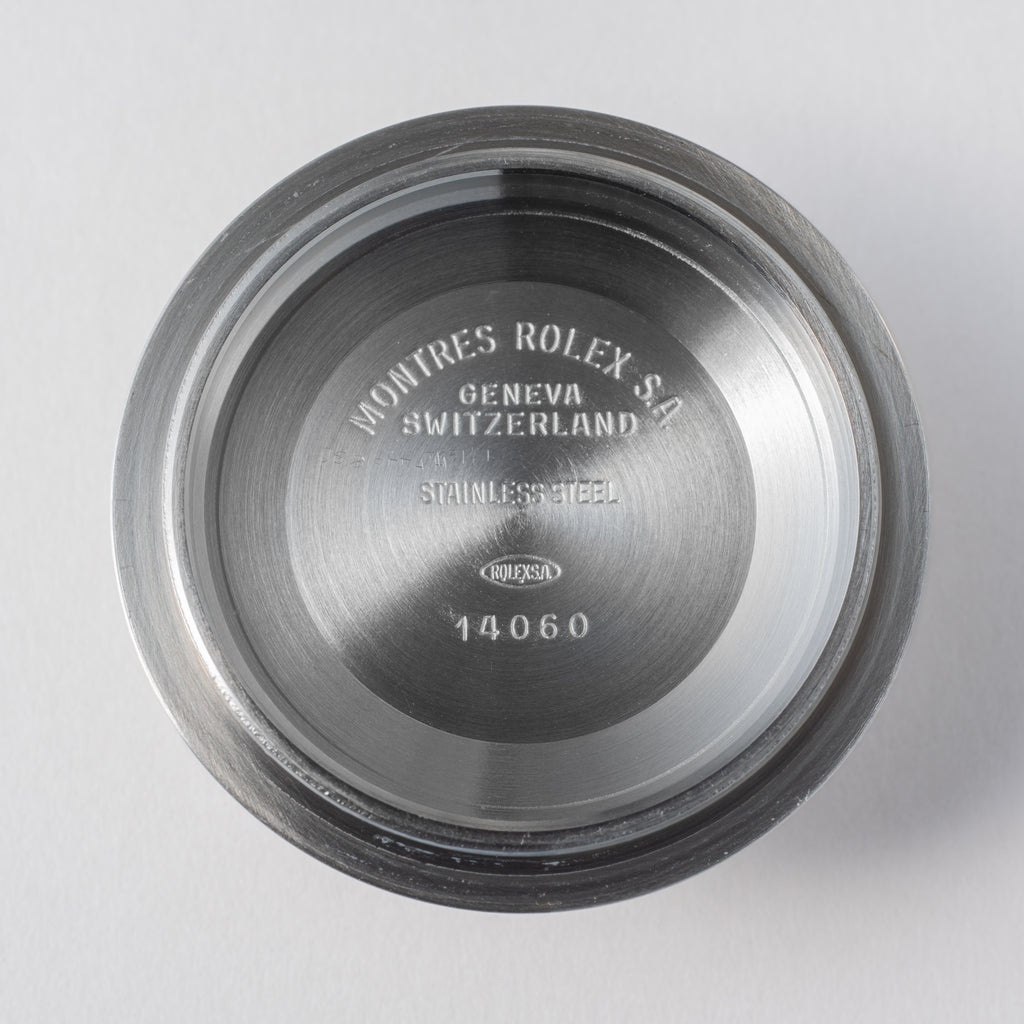 MONTRES ROLEX S.A.
GENEVA
SWITZERLAND
STAINLESS STEEL
ROLEX S.A.
14060